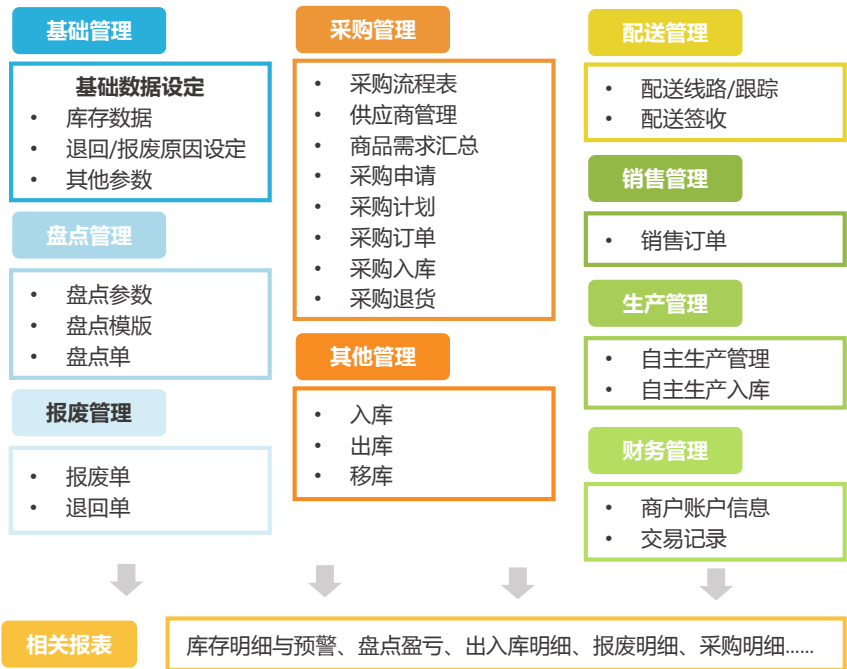 基础管理
基础数据设定
• 库存数据
• 退回/报废原因设定
• 其他参数
盘点管理
• 盘点参数
• 盘点模版
• 盘点单
报废管理
• 报废单
• 退回单
采购管理
• 采购流程表
• 供应商管理
• 商品需求汇总
• 采购申请
• 采购计划
• 采购订单
• 采购入库
• 采购退货
其他管理
• 入库
• 出库
• 移库
配送管理
• 配送线路/跟踪
• 配送签收
销售管理
• 销售订单
生产管理
• 自主生产管理
• 自主生产入库
财务管理
• 商户账户信息
• 交易记录
相关报表
库存明细与预警、盘点盈亏、出入库明细、报废明细、采购明细......